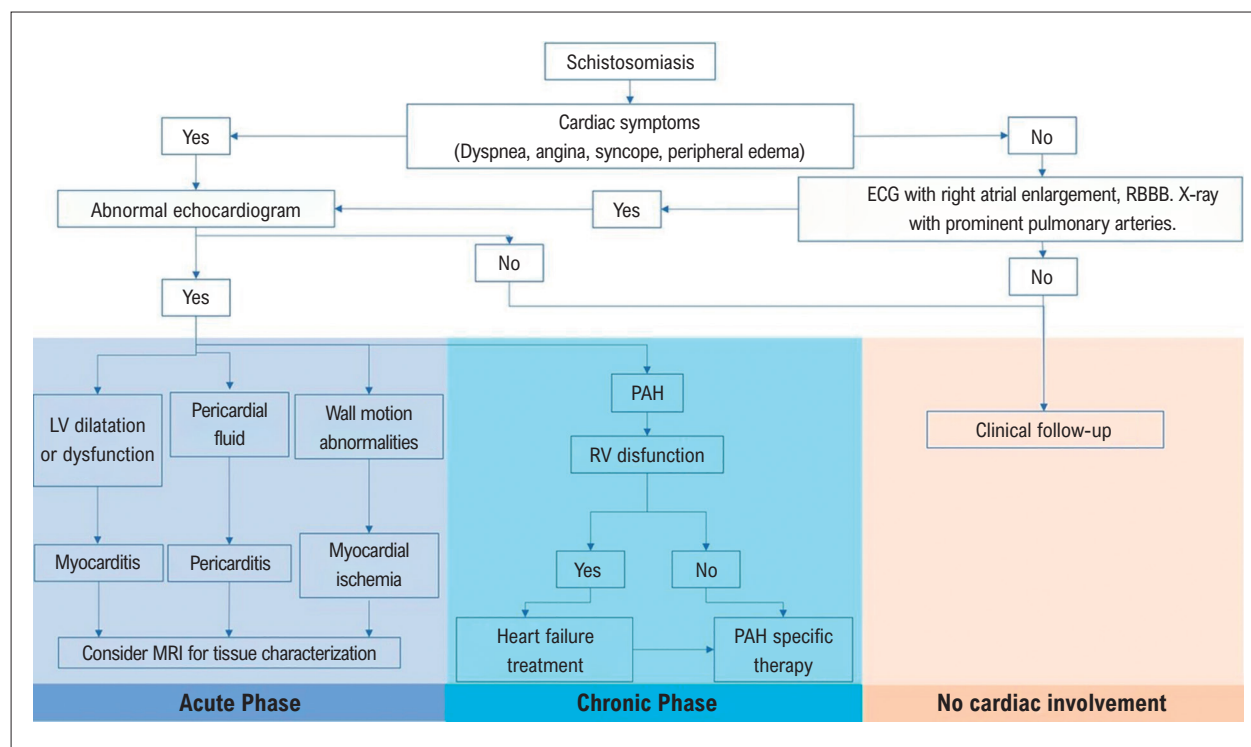 Schistosomiasis
Cardiac symptoms
(Dyspnea, angina, syncope, peripheral edema)
Yes
No
Abnormal echocardiogram
Yes
ECG with right atrial enlargement, RBBB. X-ray
with prominent pulmonary arteries.
No
No
Yes
LV dilatation
or dysfunction
Pericardial
fluid
Wall motion
abnormalities
PAH
RV disfunction
Clinical follow-up
Myocarditis
Pericarditis
Myocardial
ischemia
Yes
No
Consider MRI for tissue characterization
Heart failure
treatment
PAH specific
therapy
Acute Phase
Chronic Phase
No cardiac involvement